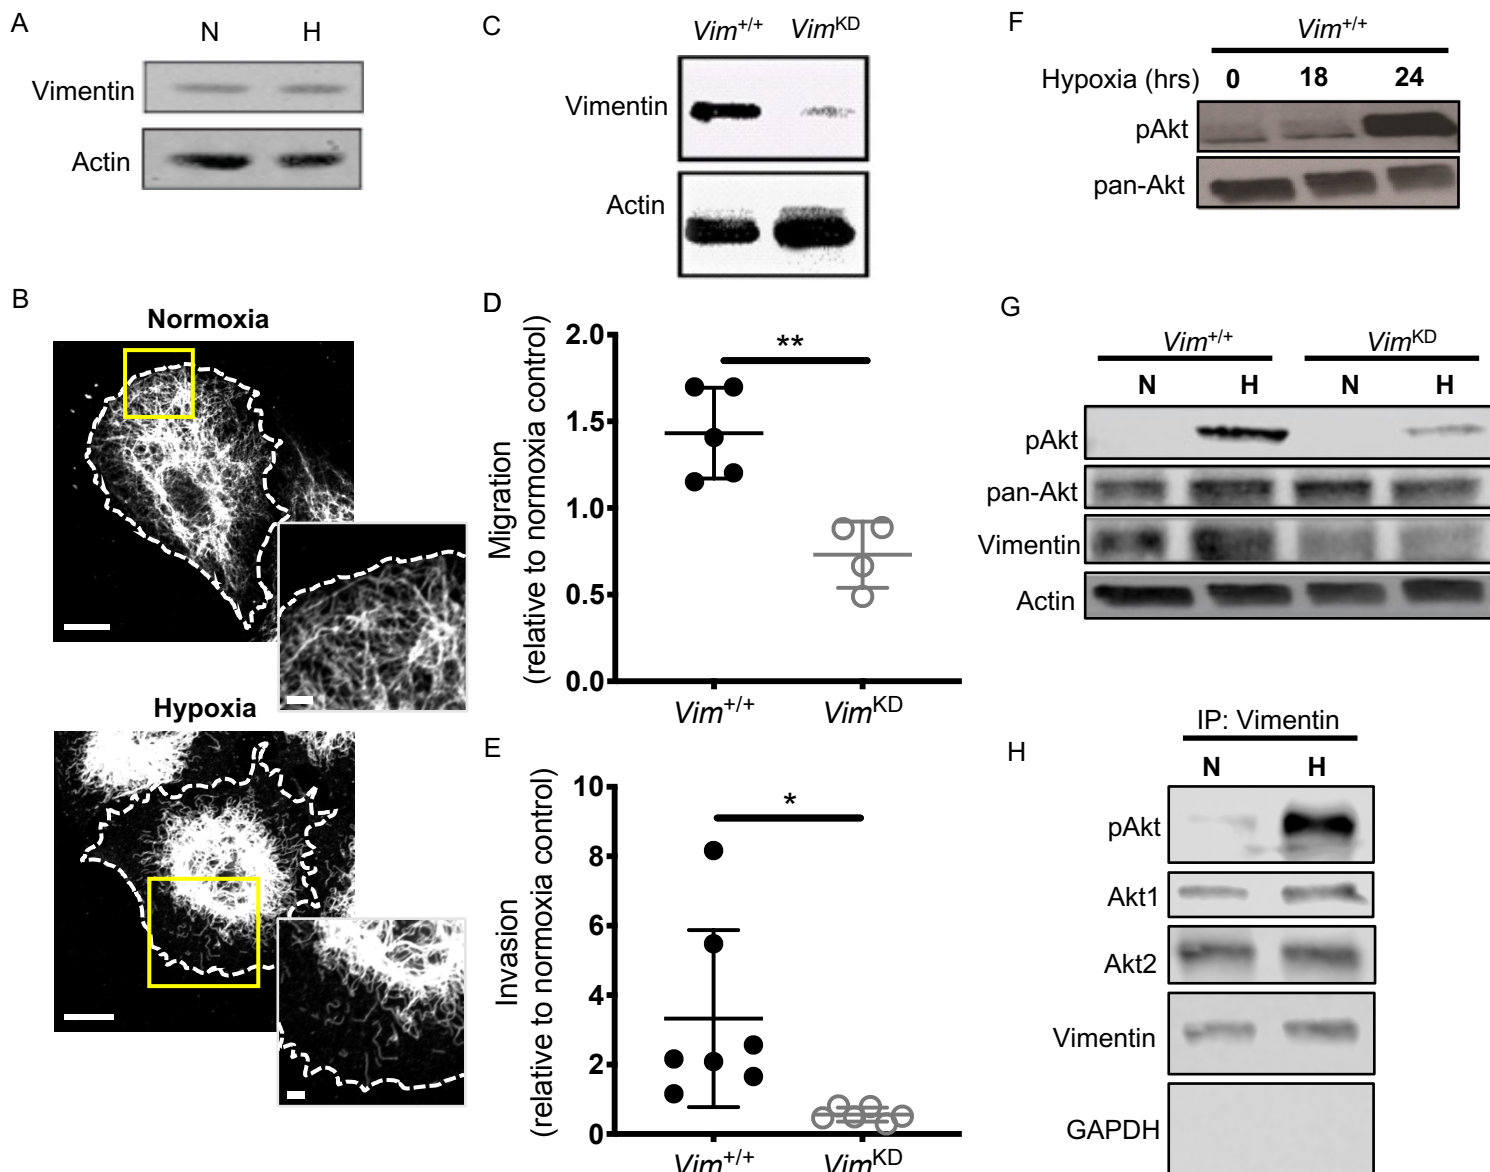 A
N H
Vimentin
Actin
B
Normoxia
Hypoxia
C
Vim+/+ VimKD
Vimentin
Actin
D
Migration
(relative to normoxia control)
2.0
**
1.5
1.0
0.5
0.0
Vim+/+ VimKD
E
Invasion
(relative to normoxia control)
10
*
8
6
4
2
0
Vim+/+ VimKD
F
Vim+/+
Hypoxia (hrs) 0 18 24
pAkt
pan-Akt
G
Vim+/+ VimKD
N H N H
pAkt
pan-Akt
Vimentin
Actin
H
IP: Vimentin
N H
pAkt
Akt1
Akt2
Vimentin
GAPDH